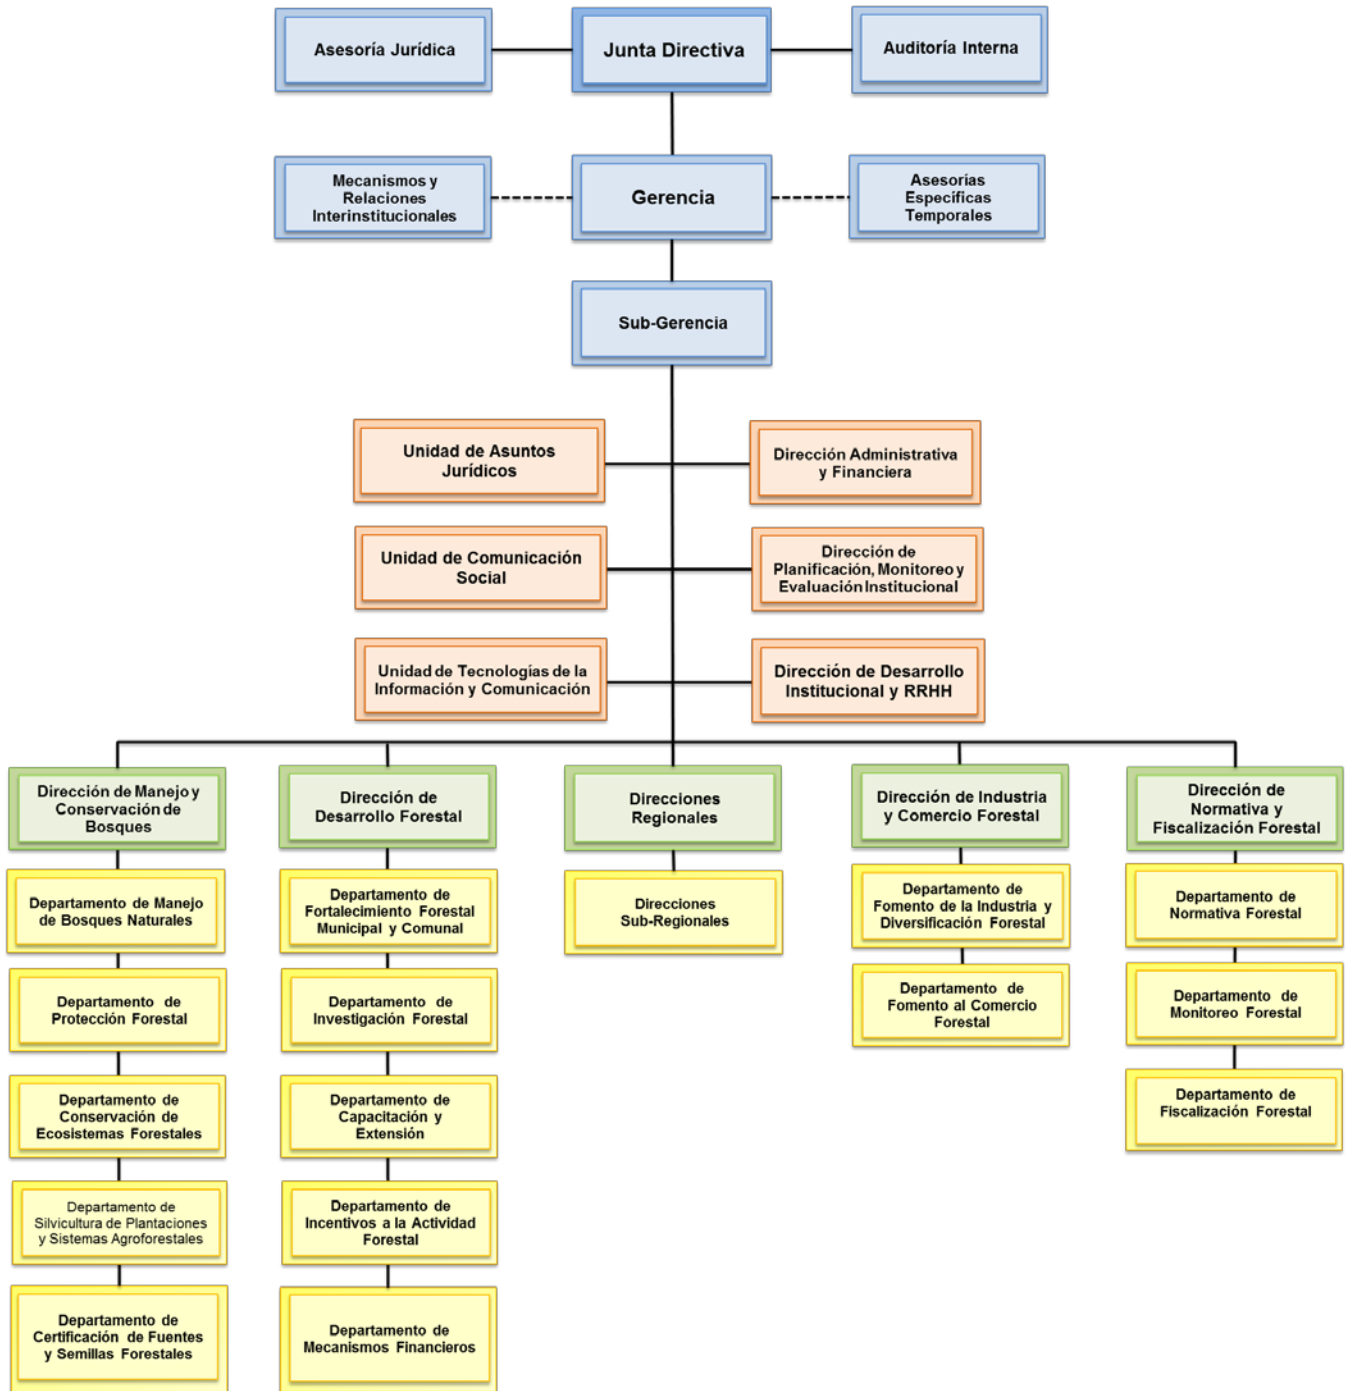 Asesoría Jurídica
Junta Directiva
Auditoría Interna
Mecanismos y
Relaciones
Interinstitucionales
Gerencia
Asesorías
Específicas
Temporales
Sub-Gerencia
Unidad de Asuntos
Jurídicos
Dirección Administrativa
y Financiera
Unidad de Comunicación
Social
Dirección de
Planificación, Monitoreo y
Evaluación Institucional
Unidad de Tecnologías de la
Información y Comunicación
Dirección de Desarrollo
Institucional y RRHH
Dirección de Manejo y
Conservación de
Bosques
Dirección de
Desarrollo Forestal
Direcciones
Regionales
Dirección de Industria
y Comercio Forestal
Dirección de
Normativa y
Fiscalización Forestal
Departamento de Manejo
de Bosques Naturales
Departamento de
Fortalecimiento Forestal
Municipal y Comunal
Direcciones
Sub-Regionales
Departamento de
Fomento de la Industria y
Diversificación Forestal
Departamento de
Normativa Forestal
Departamento de
Protección Forestal
Departamento de
Investigación Forestal
Departamento de
Fomento al Comercio
Forestal
Departamento de
Monitoreo Forestal
Departamento de
Conservación de
Ecosistemas Forestales
Departamento de
Capacitación y
Extensión
Departamento de
Fiscalización Forestal
Departamento de
Silvicultura de Plantaciones
y Sistemas Agroforestales
Departamento de
Incentivos a la Actividad
Forestal
Departamento de
Certificación de Fuentes
y Semillas Forestales
Departamento de
Mecanismos Financieros